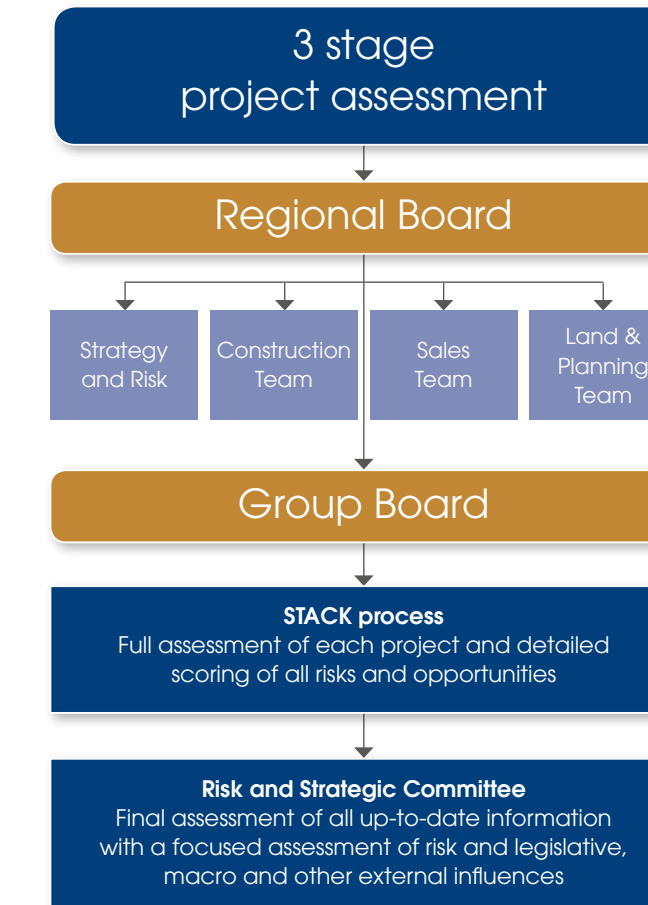 3 stage
project assessment
Regional Board
Strategy
and Risk
Construction
Team
Sales
Team
Land &
Planning
Team
Group Board
STACK process
Full assessment of each project and detailed
scoring of all risks and opportunities
Risk and Strategic Committee
Final assessment of all up-to-date information
with a focused assessment of risk and legislative,
macro and other external influences